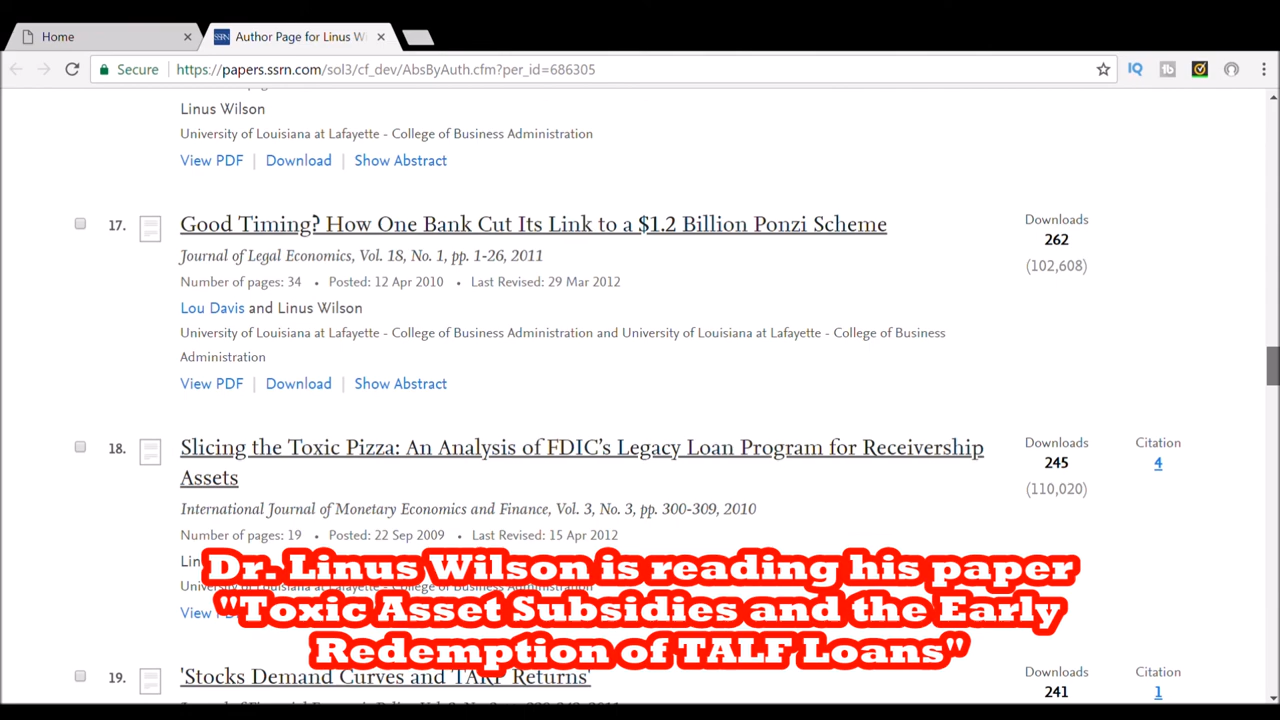 Home
Author Page for Linus Wi
Secure
https://papers.ssrn.com/sol3/cf_dev/AbsByAuth.cfm?per_id=686305
Linus Wilson
University of Louisiana at Lafayette - College of Business Administration
View PDF | Download | Show Abstract
17. Good Timing? How One Bank Cut Its Link to a $1.2 Billion Ponzi Scheme
Downloads
262
(102,608)
Journal of Legal Economics, Vol. 18, No. 1, pp. 1-26, 2011
Number of pages: 34 • Posted: 12 Apr 2010 • Last Revised: 29 Mar 2012
Lou Davis and Linus Wilson
University of Louisiana at Lafayette - College of Business Administration and University of Louisiana at Lafayette - College of Business
Administration
View PDF | Download | Show Abstract
18. Slicing the Toxic Pizza: An Analysis of FDIC's Legacy Loan Program for Receivership
Assets
Downloads
245
(110,020)
Citation
4
International Journal of Monetary Economics and Finance, Vol. 3, No. 3, pp. 300-309, 2010
Number of pages: 19 • Posted: 22 Sep 2009 • Last Revised: 15 Apr 2012
Dr. Linus Wilson is reading his paper
"Toxic Asset Subsidies and the Early
Redemption of TALF Loans"
19. 'Stocks Demand Curves and TARP Returns'
Downloads
241
Citation
1